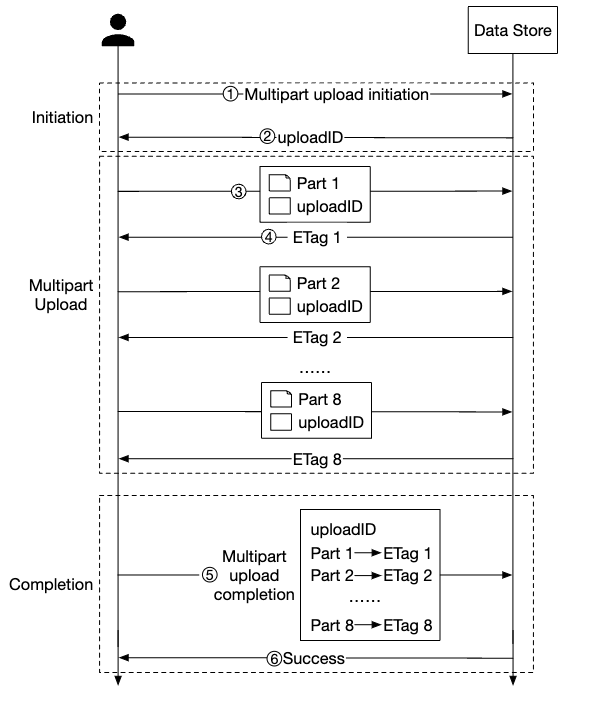 Data Store
① Multipart upload initiation
Initiation
② uploadID
③
Part 1
uploadID
④ ETag 1
Part 2
uploadID
Multipart
Upload
ETag 2
......
Part 8
uploadID
ETag 8
Completion
⑤ Multipart
upload
completion
uploadID
Part 1 → ETag 1
Part 2 → ETag 2
......
Part 8 → ETag 8
⑥ Success